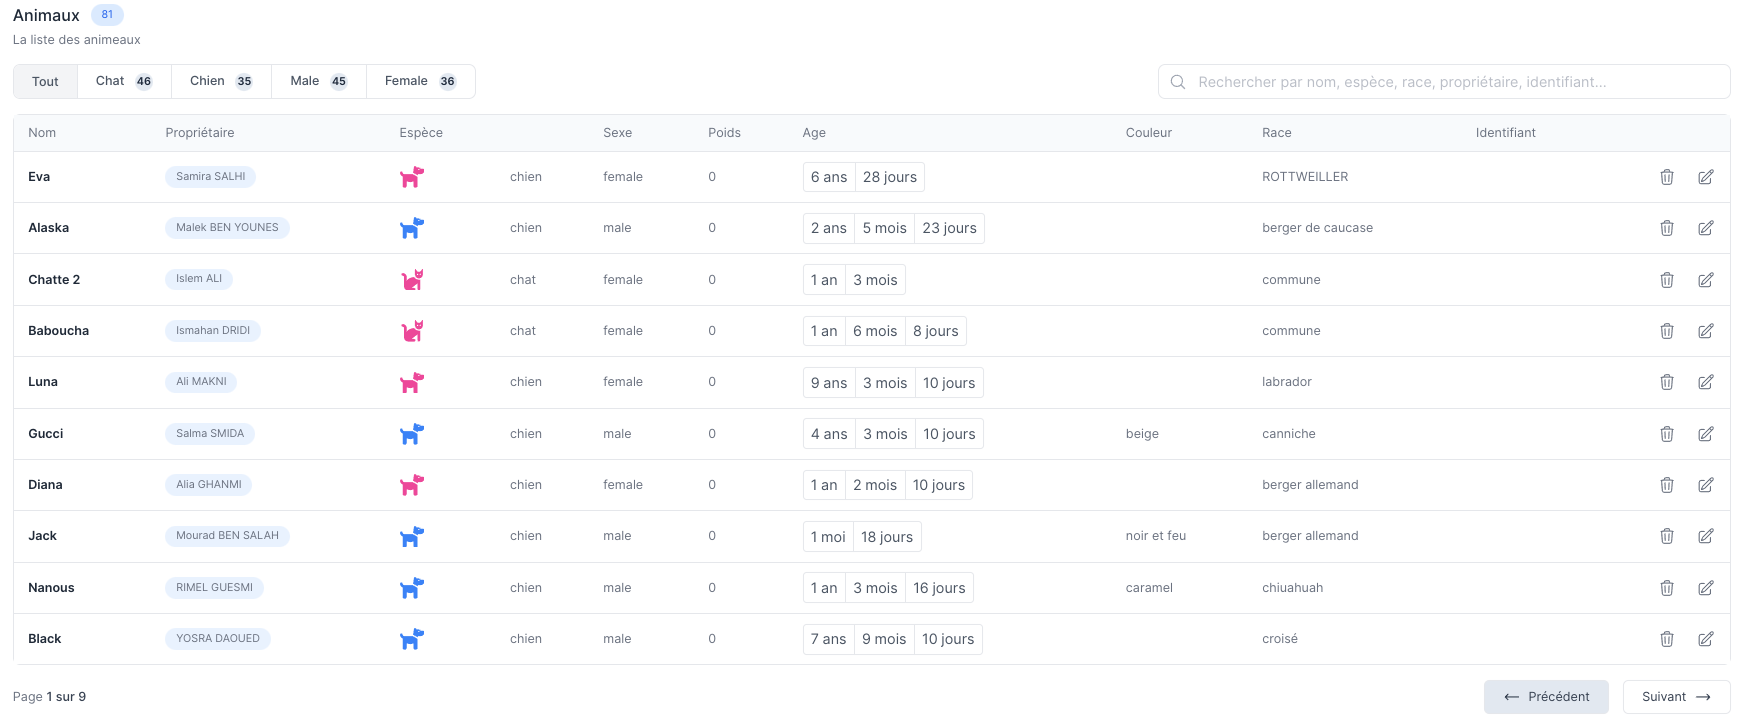 Animaux 81
La liste des animeaux
Tout Chat 46 Chien 35 Male 45 Female 36 Rechercher par nom, espèce, race, propriétaire, identifiant...
Nom Propriétaire Espèce Sexe Poids Age Couleur Race Identifiant
Eva Samira SALHI chien female 0 6 ans 28 jours ROTTWEILLER
Alaska Malek BEN YOUNES chien male 0 2 ans 5 mois 23 jours berger de caucase
Chatte 2 Islem ALI chat female 0 1 an 3 mois commune
Baboucha Ismahan DRIDI chat female 0 1 an 6 mois 8 jours commune
Luna Ali MAKNI chien female 0 9 ans 3 mois 10 jours labrador
Gucci Salma SMIDA chien male 0 4 ans 3 mois 10 jours beige canniche
Diana Alia GHANMI chien female 0 1 an 2 mois 10 jours berger allemand
Jack Mourad BEN SALAH chien male 0 1 moi 18 jours noir et feu berger allemand
Nanous RIMEL GUESMI chien male 0 1 an 3 mois 16 jours caramel chiuahuah
Black YOSRA DAOUED chien male 0 7 ans 9 mois 10 jours croisé
Page 1 sur 9 ← Précédent Suivant →